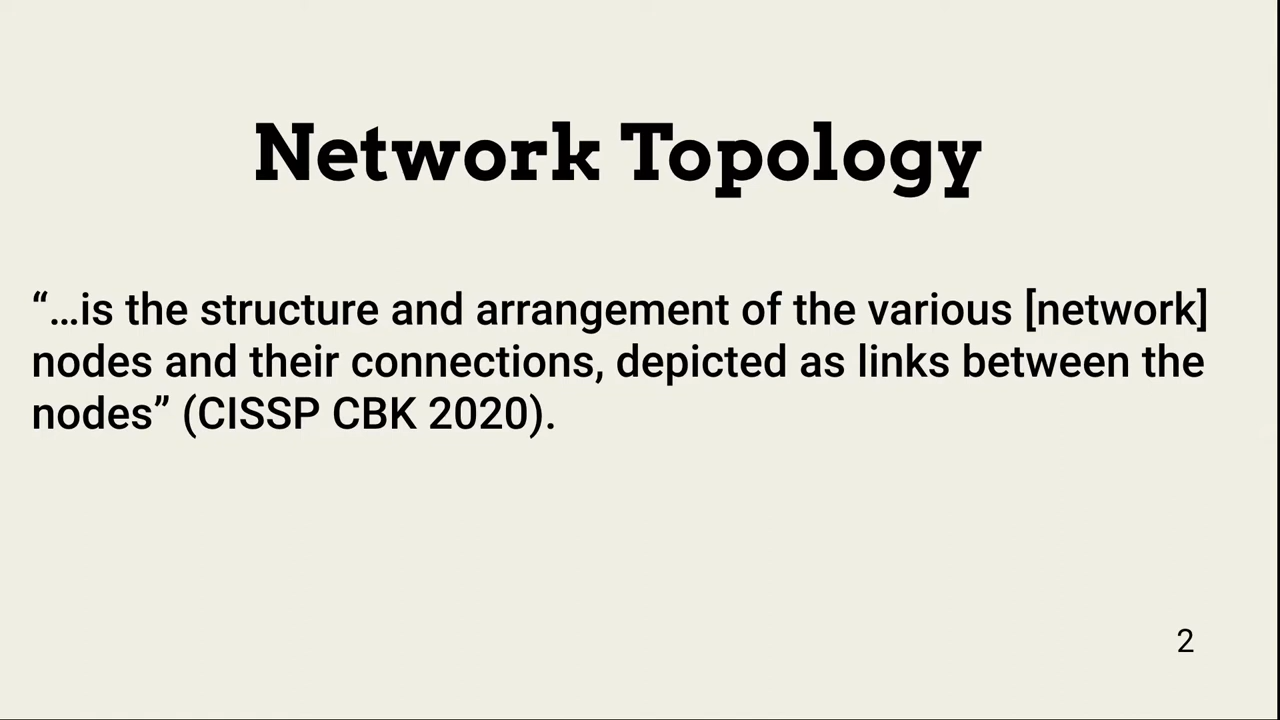 Network Topology
“…is the structure and arrangement of the various [network]
nodes and their connections, depicted as links between the
nodes” (CISSP CBK 2020).
2